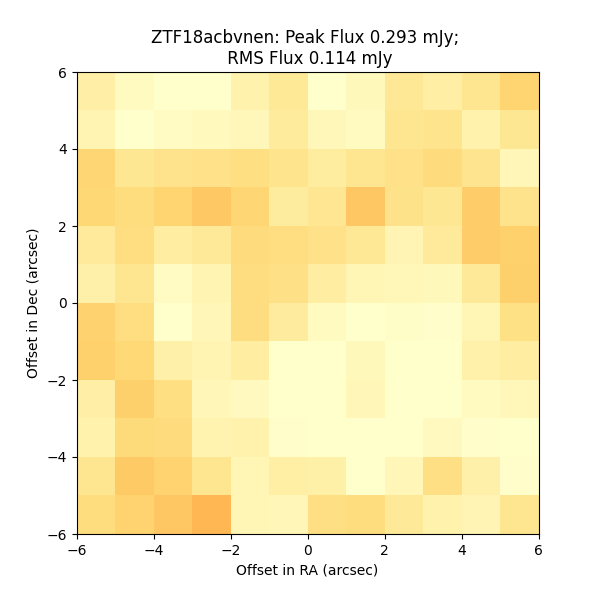 ZTF18acbvnen: Peak Flux 0.293 mJy;
RMS Flux 0.114 mJy
6
4
2
0
−2
−4
−6
Offset in Dec (arcsec)
−6 −4 −2 0 2 4 6
Offset in RA (arcsec)